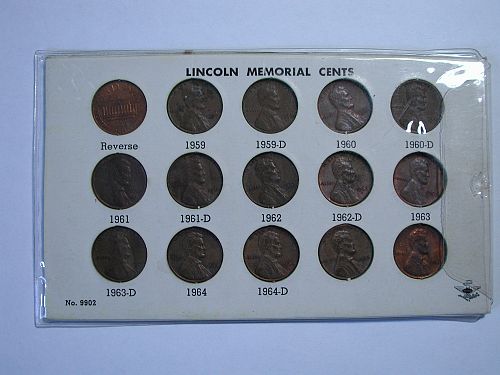 LINCOLN MEMORIAL CENTS
Reverse 1959 1959-D 1960 1960-D
1961 1961-D 1962 1962-D 1963
1963-D 1964 1964-D
No. 9902